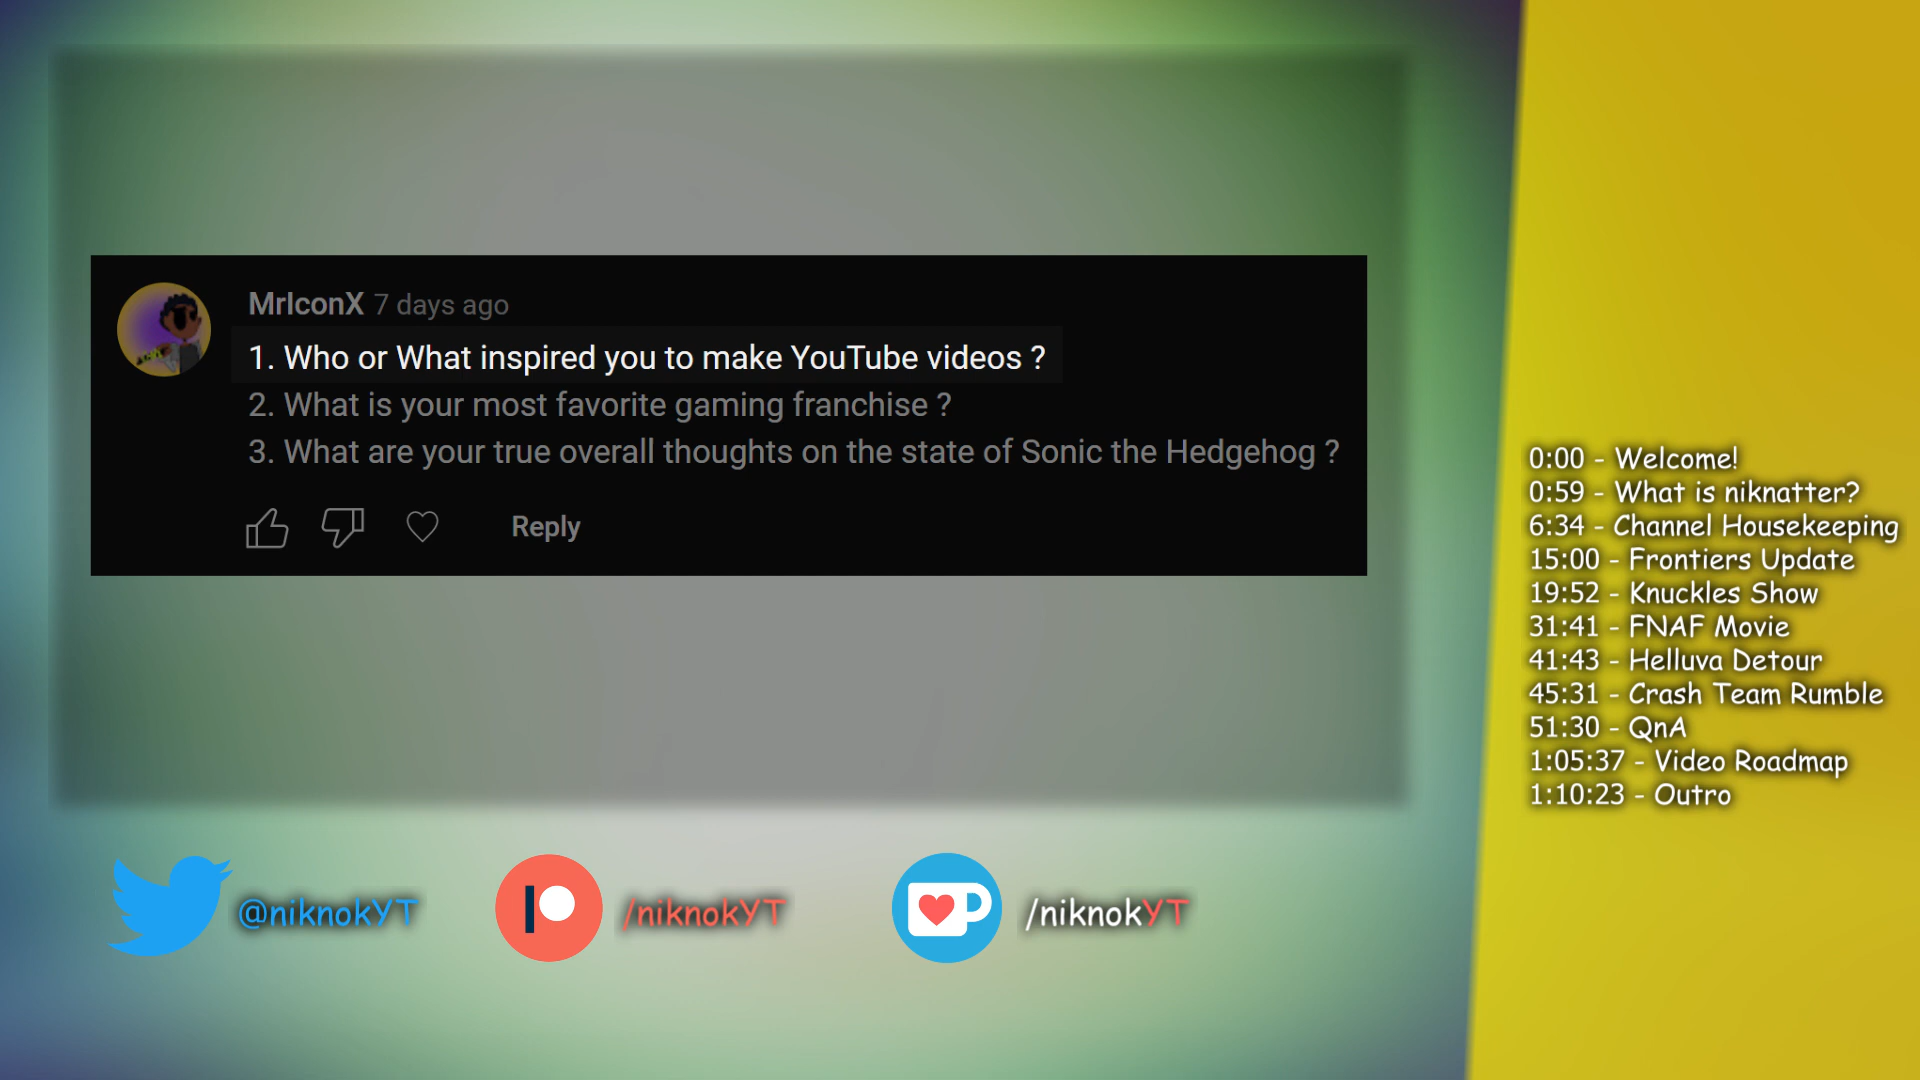 MrIconX 7 days ago
1. Who or What inspired you to make YouTube videos ?
2. What is your most favorite gaming franchise ?
3. What are your true overall thoughts on the state of Sonic the Hedgehog ?
Reply
0:00 - Welcome!
0:59 - What is niknatter?
6:34 - Channel Housekeeping
15:00 - Frontiers Update
19:52 - Knuckles Show
31:41 - FNAF Movie
41:43 - Helluva Detour
45:31 - Crash Team Rumble
51:30 - QnA
1:05:37 - Video Roadmap
1:10:23 - Outro
@niknokYT
/niknokYT
/niknokYT